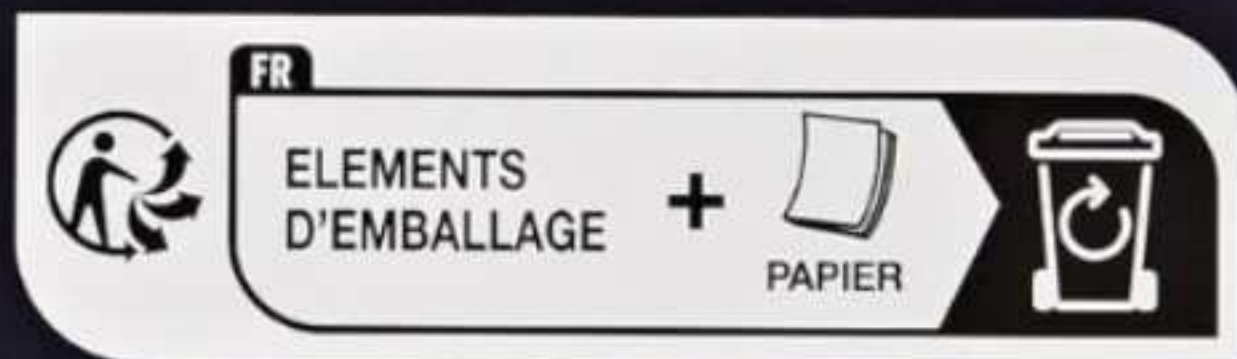 FR
ELEMENTS
D'EMBALLAGE
+
PAPIER